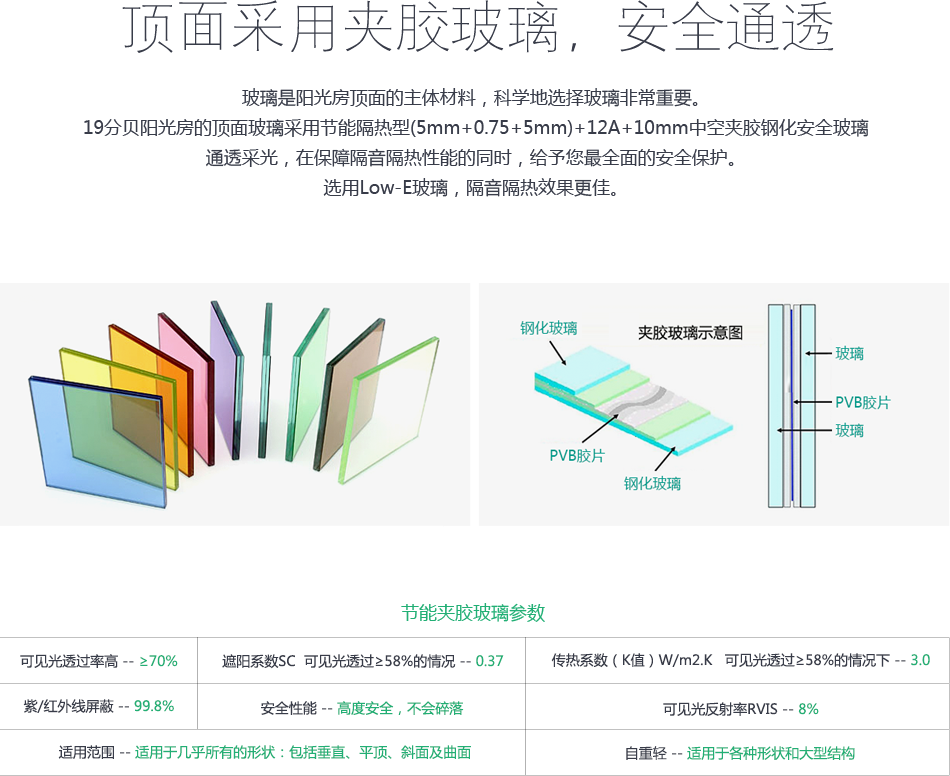 顶面采用夹胶玻璃，安全通透
玻璃是阳光房顶面的主体材料，科学地选择玻璃非常重要。
19分贝阳光房的顶面玻璃采用节能隔热型(5mm+0.75+5mm)+12A+10mm中空夹胶钢化安全玻璃
通透采光，在保障隔音隔热性能的同时，给予您最全面的安全保护。
选用Low-E玻璃，隔音隔热效果更佳。
钢化玻璃
夹胶玻璃示意图
PVB胶片
钢化玻璃
玻璃
PVB胶片
玻璃
节能夹胶玻璃参数
可见光透过率高 -- ≥70%
遮阳系数SC 可见光透过≥58%的情况 -- 0.37
传热系数（K值）W/m2.K 可见光透过≥58%的情况下 -- 3.0
紫/红外线屏蔽 -- 99.8%
安全性能 -- 高度安全，不会碎落
可见光反射率RVIS -- 8%
适用范围 -- 适用于几乎所有的形状：包括垂直、平顶、斜面及曲面
自重轻 -- 适用于各种形状和大型结构